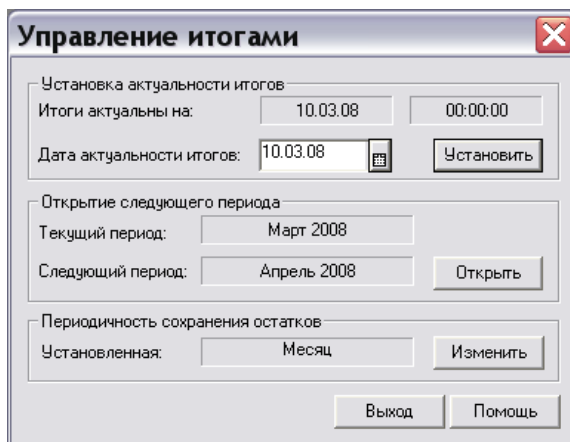 Управление итогами
Установка актуальности итогов
Итоги актуальны на: 10.03.08 00:00:00
Дата актуальности итогов: 10.03.08 Установить
Открытие следующего периода
Текущий период: Март 2008
Следующий период: Апрель 2008 Открыть
Периодичность сохранения остатков
Установленная: Месяц Изменить
Выход Помощь